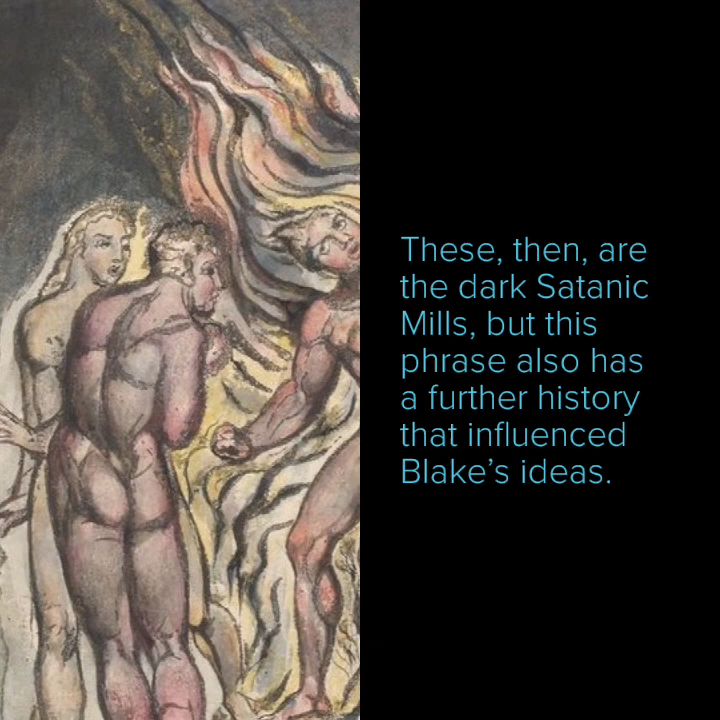 These, then, are
the dark Satanic
Mills, but this
phrase also has
a further history
that influenced
Blake’s ideas.